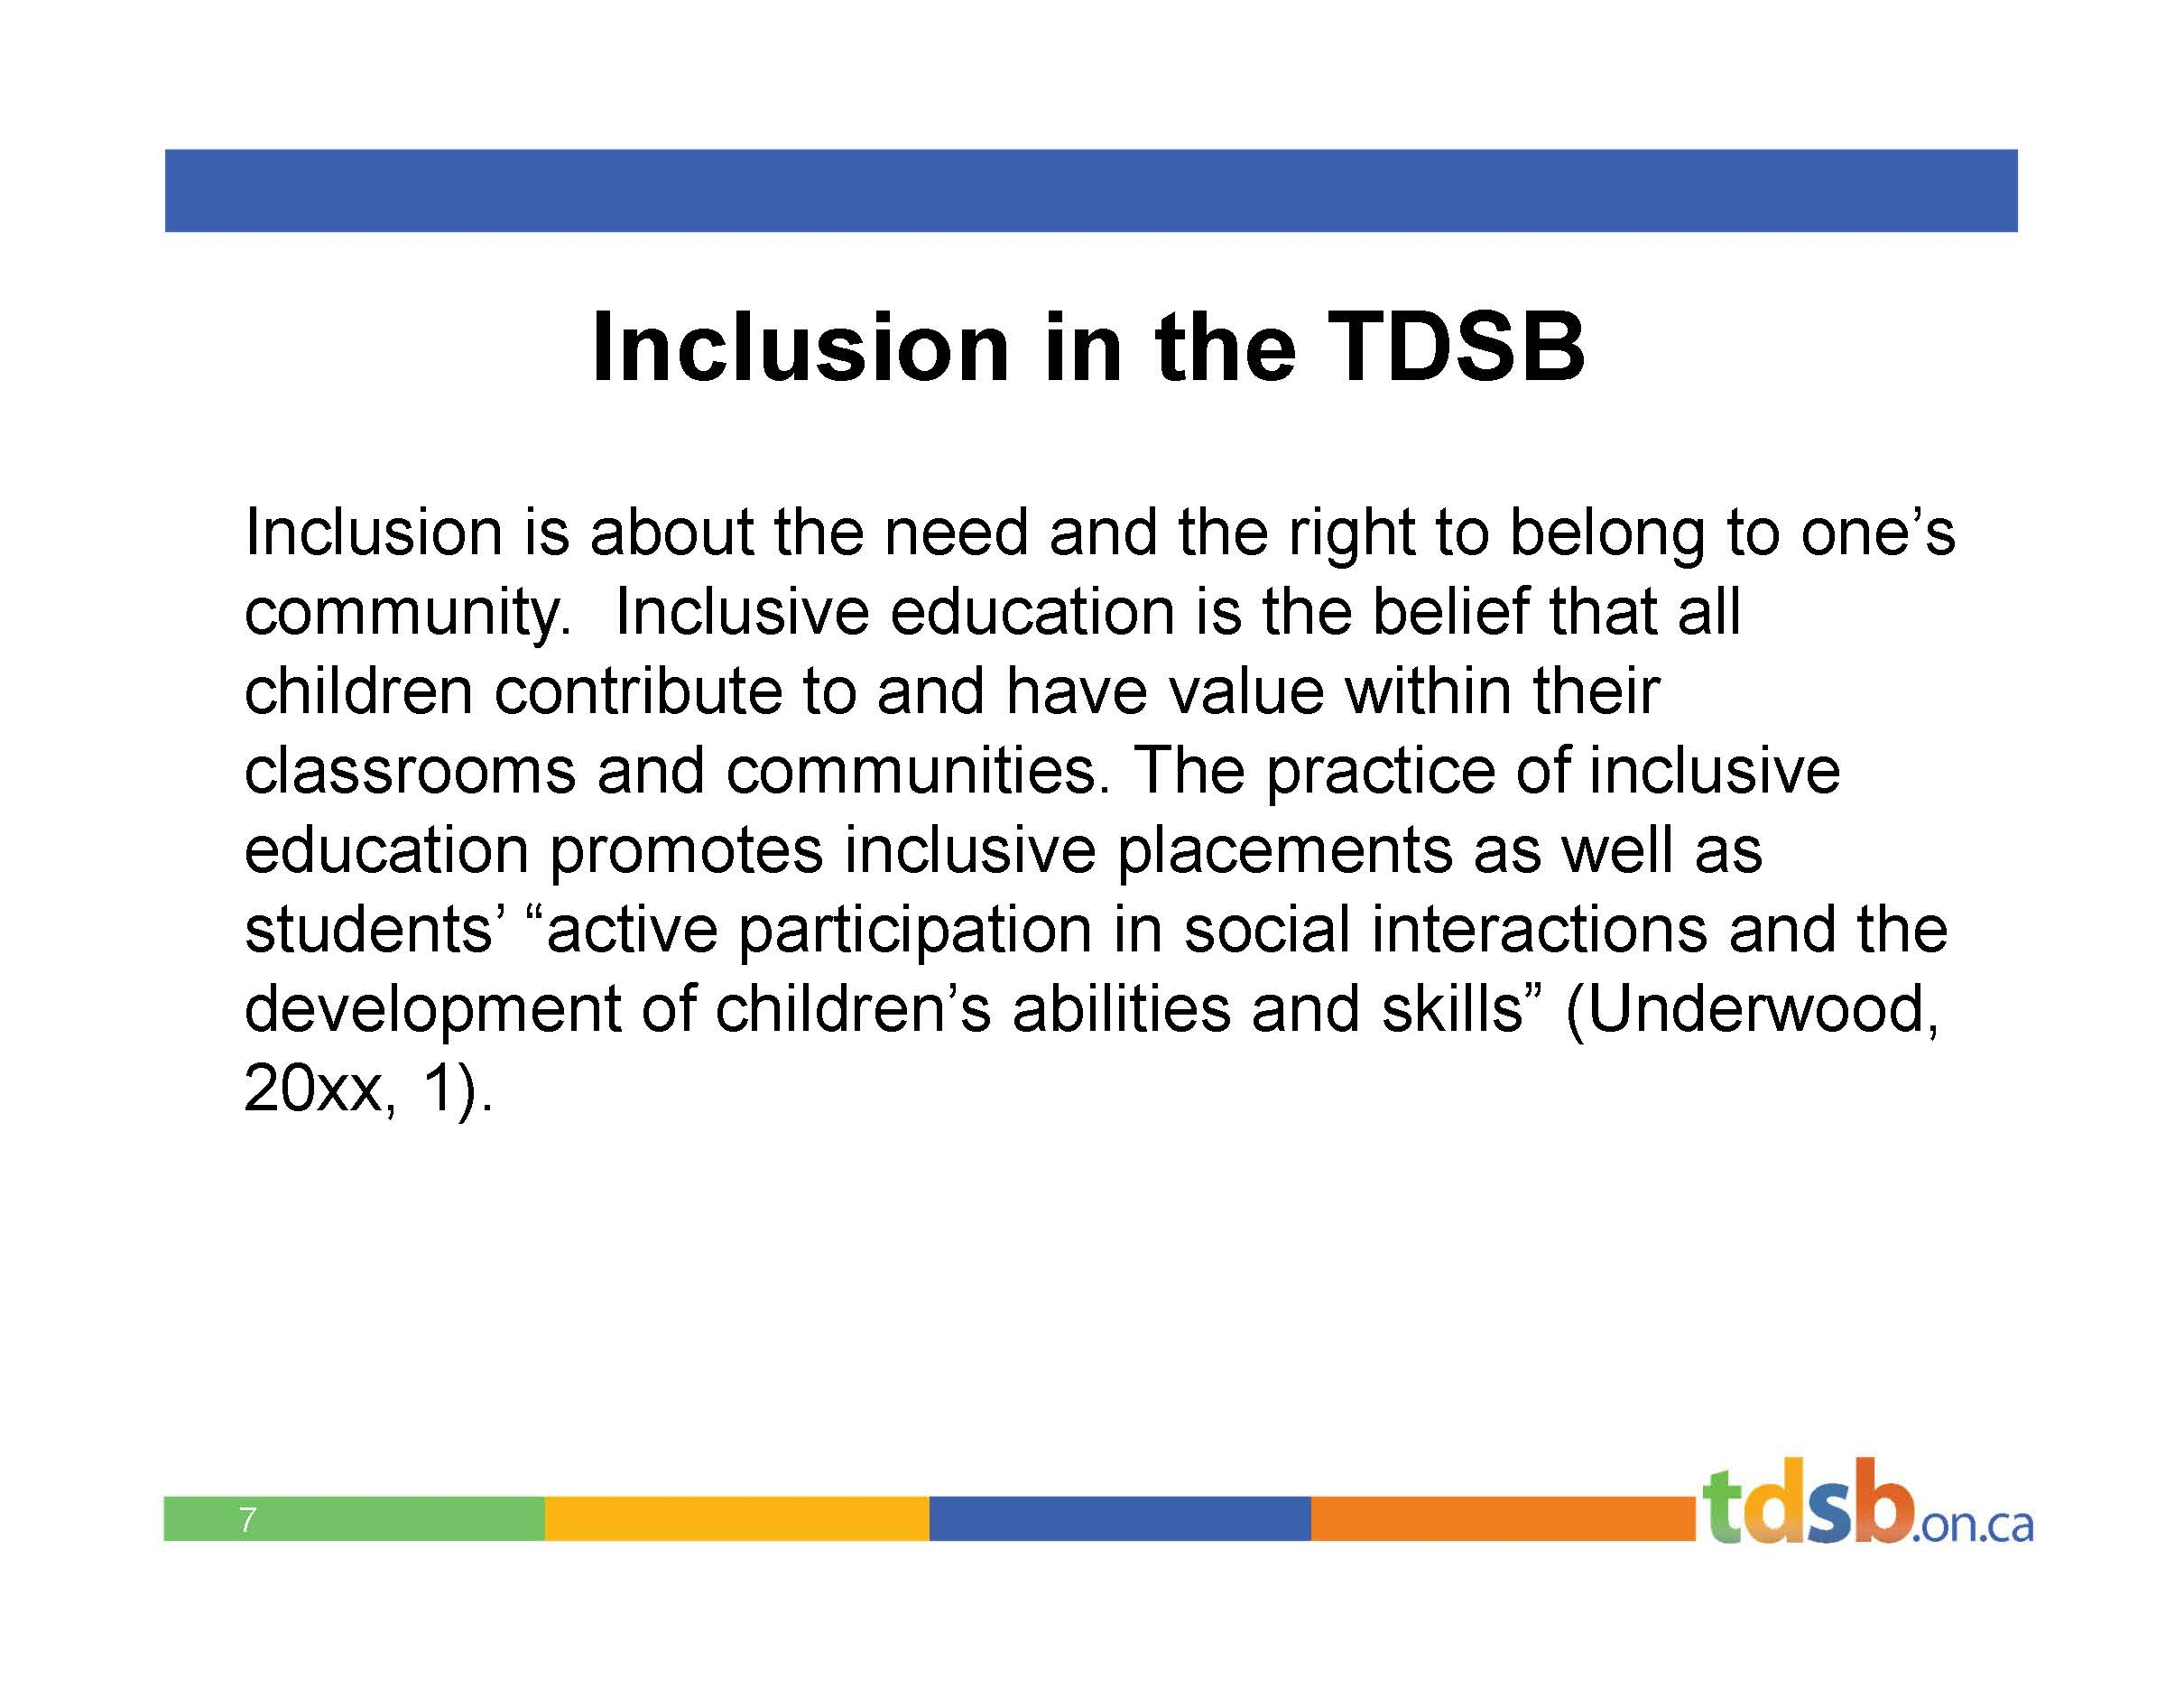 Inclusion in the TDSB
Inclusion is about the need and the right to belong to one’s
community.  Inclusive education is the belief that all
children contribute to and have value within their
classrooms and communities. The practice of inclusive
education promotes inclusive placements as well as
students’ “active participation in social interactions and the
development of children’s abilities and skills” (Underwood,
20xx, 1).
7
tdsb.on.ca